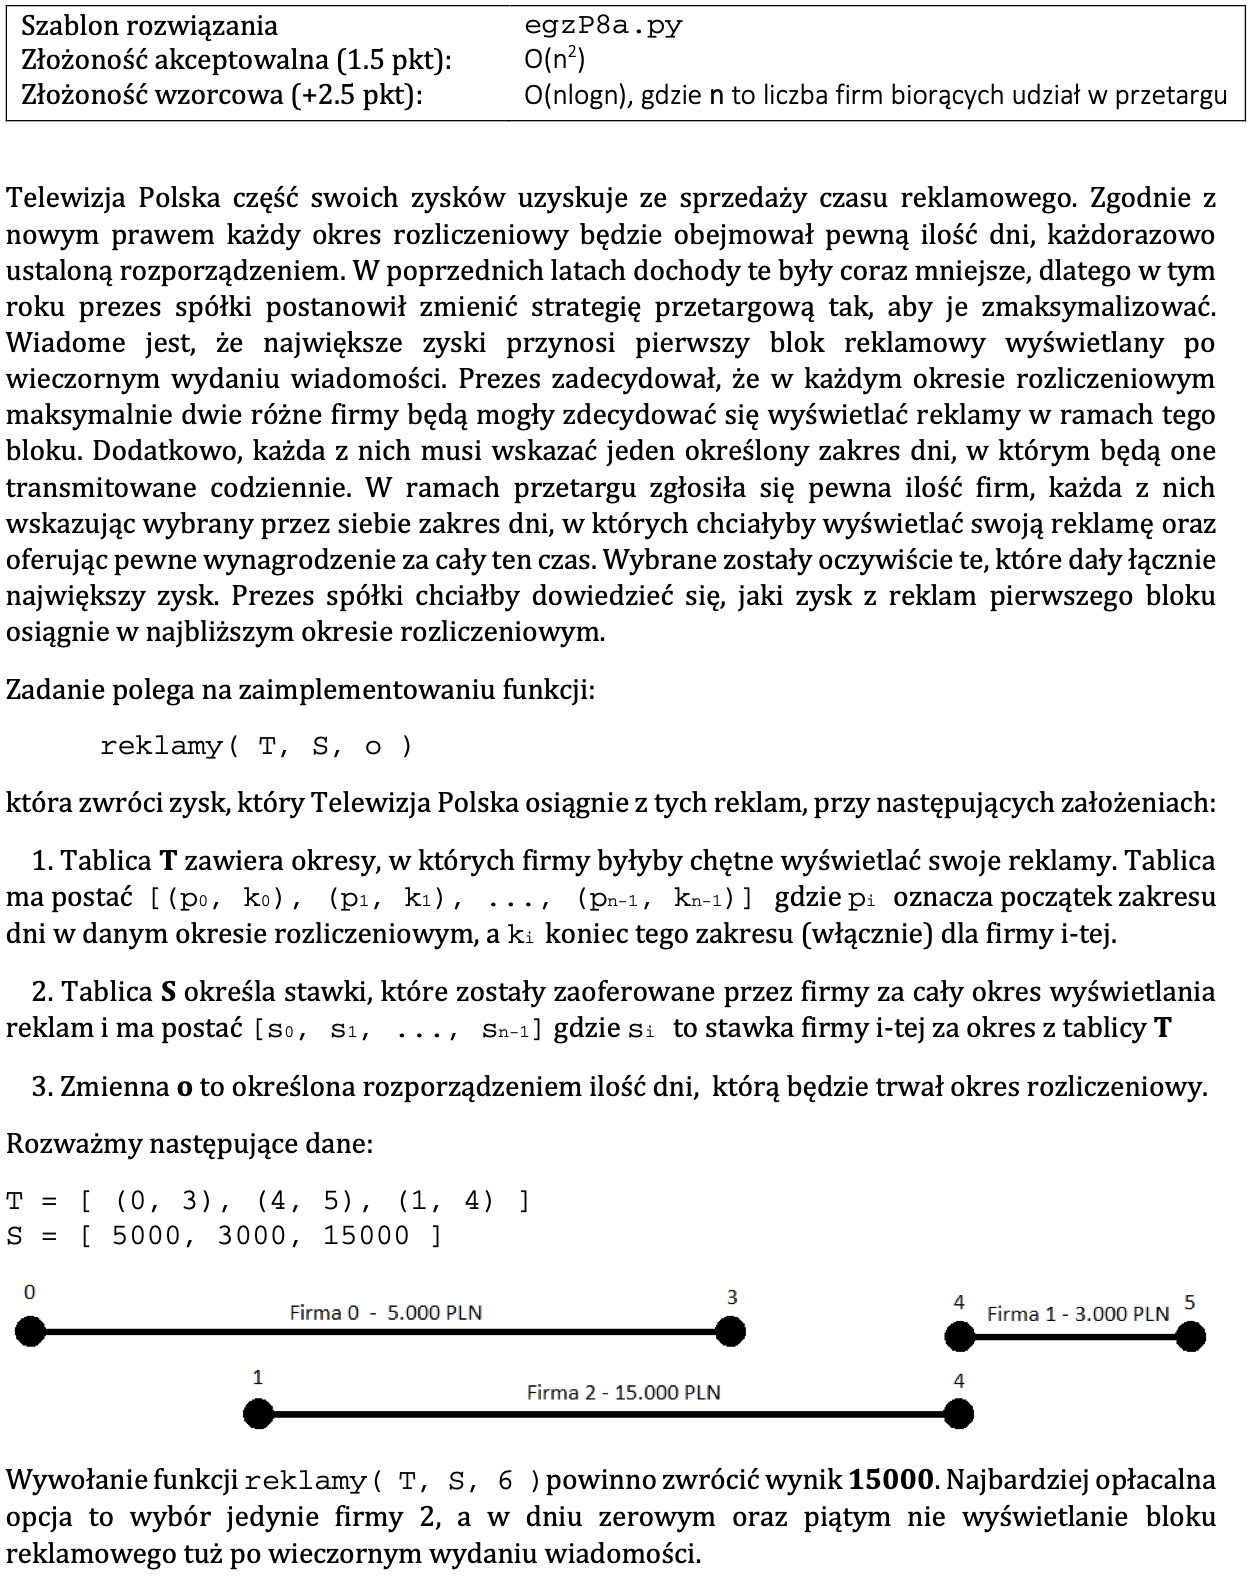 Szablon rozwiązania egzP8a.py
Złożoność akceptowalna (1.5 pkt): O(n²)
Złożoność wzorcowa (+2.5 pkt): O(nlogn), gdzie n to liczba firm biorących udział w przetargu
Telewizja Polska część swoich zysków uzyskuje ze sprzedaży czasu reklamowego. Zgodnie z
nowym prawem każdy okres rozliczeniowy będzie obejmował pewną ilość dni, każdorazowo
ustaloną rozporządzeniem. W poprzednich latach dochody te były coraz mniejsze, dlatego w tym
roku prezes spółki postanowił zmienić strategię przetargową tak, aby je zmaksymalizować.
Wiadome jest, że największe zyski przynosi pierwszy blok reklamowy wyświetlany po
wieczornym wydaniu wiadomości. Prezes zadecydował, że w każdym okresie rozliczeniowym
maksymalnie dwie różne firmy będą mogły zdecydować się wyświetlać reklamy w ramach tego
bloku. Dodatkowo, każda z nich musi wskazać jeden określony zakres dni, w którym będą one
transmitowane codziennie. W ramach przetargu zgłosiła się pewna ilość firm, każda z nich
wskazując wybrany przez siebie zakres dni, w których chciałyby wyświetlać swoją reklamę oraz
oferując pewne wynagrodzenie za cały ten czas. Wybrane zostały oczywiście te, które dały łącznie
największy zysk. Prezes spółki chciałby dowiedzieć się, jaki zysk z reklam pierwszego bloku
osiągnie w najbliższym okresie rozliczeniowym.
Zadanie polega na zaimplementowaniu funkcji:
reklamy( T, S, o )
która zwróci zysk, który Telewizja Polska osiągnie z tych reklam, przy następujących założeniach:
1. Tablica T zawiera okresy, w których firmy byłyby chętne wyświetlać swoje reklamy. Tablica
ma postać [(p₀, k₀), (p₁, k₁), ..., (pₙ₋₁, kₙ₋₁)] gdzie pᵢ oznacza początek zakresu
dni w danym okresie rozliczeniowym, a kᵢ koniec tego zakresu (włącznie) dla firmy i-tej.
2. Tablica S określa stawki, które zostały zaoferowane przez firmy za cały okres wyświetlania
reklam i ma postać [s₀, s₁, ..., sₙ₋₁] gdzie sᵢ to stawka firmy i-tej za okres z tablicy T
3. Zmienna o to określona rozporządzeniem ilość dni, którą będzie trwał okres rozliczeniowy.
Rozważmy następujące dane:
T = [ (0, 3), (4, 5), (1, 4) ]
S = [ 5000, 3000, 15000 ]
0 Firma 0 - 5.000 PLN 3 4 Firma 1 - 3.000 PLN 5
1 Firma 2 - 15.000 PLN 4
Wywołanie funkcji reklamy( T, S, 6 ) powinno zwrócić wynik 15000. Najbardziej opłacalna
opcja to wybór jedynie firmy 2, a w dniu zerowym oraz piątym nie wyświetlanie bloku
reklamowego tuż po wieczornym wydaniu wiadomości.